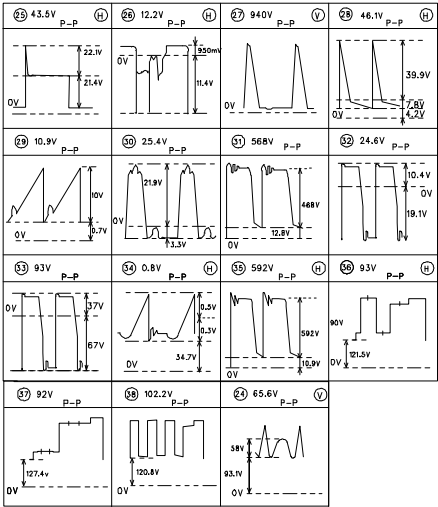 25 43.5V P-P H
22.1V
21.4V
0V
26 12.2V P-P H
950mV
0V
11.4V
27 940V P-P V
0V
28 46.1V P-P H
39.9V
7.8V
0V
4.2V
29 10.9V P-P
10V
0V
0.7V
30 25.4V P-P
21.9V
0V
3.3V
31 568V P-P
468V
12.8V
0V
32 24.6V P-P
10.4V
0V
19.1V
33 93V P-P
0V
37V
67V
34 0.8V P-P H
0.5V
0.3V
34.7V
0V
35 592V P-P H
592V
10.9V
0V
36 93V P-P H
90V
121.5V
0V
37 92V P-P
127.4v
0V
38 102.2V P-P
120.8V
0V
24 65.6V P-P V
58V
93.1V
0V